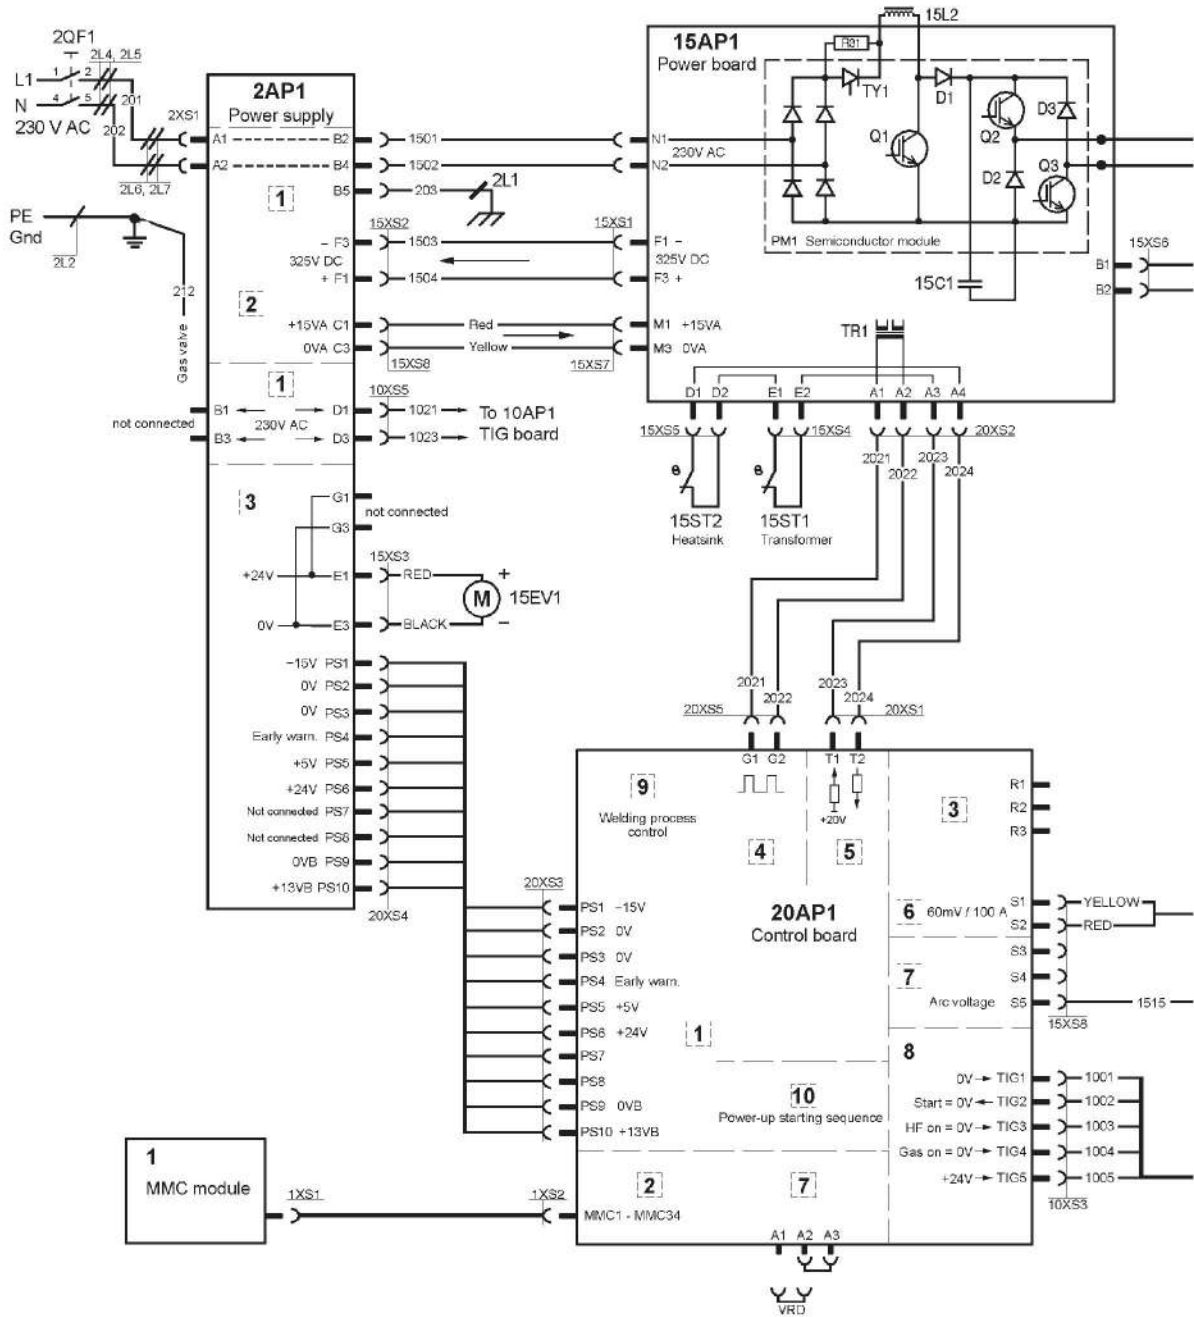 2QF1
2L4, 2L5
L1
1
2
N
4
5
230 V AC
201
202
2XS1
2L6, 2L7
PE
Gnd
2L2
212
Gas valve
2AP1
Power supply
A1
B2
1501
A2
B4
1502
B5
203
2L1
1
15XS2
15XS1
– F3
1503
F1 –
325V DC
325V DC
+ F1
1504
F3 +
2
+15VA C1
Red
M1 +15VA
0VA C3
Yellow
M3 0VA
15XS8
15XS7
1
10XS5
B1
D1
1021
not connected
230V AC
B3
D3
1023
To 10AP1
TIG board
3
G1
not connected
G3
15XS3
+24V
E1
RED
+
M
15EV1
0V
E3
BLACK
–
–15V PS1
0V PS2
0V PS3
Early warn. PS4
+5V PS5
+24V PS6
Not connected PS7
Not connected PS8
0VB PS9
+13VB PS10
20XS4
15AP1
Power board
15L2
R31
TY1
D1
Q1
Q2
D3
D2
Q3
N1
230V AC
N2
PM1 Semiconductor module
15C1
15XS6
B1
B2
TR1
D1
D2
E1
E2
A1
A2
A3
A4
15XS5
15XS4
20XS2
2021
2022
2023
2024
θ
θ
15ST2
Heatsink
15ST1
Transformer
2021
2022
2023
2024
20XS5
20XS1
G1
G2
T1
T2
+20V
9
Welding process
control
4
5
3
R1
R2
R3
20AP1
Control board
6
60mV / 100 A
S1
YELLOW
S2
RED
S3
7
S4
Arc voltage
S5
1515
15XS8
20XS3
PS1 –15V
PS2 0V
PS3 0V
PS4 Early warn.
PS5 +5V
PS6 +24V
PS7
PS8
PS9 0VB
PS10 +13VB
1
8
0V
TIG1
1001
Start = 0V
TIG2
1002
HF on = 0V
TIG3
1003
Gas on = 0V
TIG4
1004
+24V
TIG5
1005
10XS3
10
Power-up starting sequence
1
MMC module
1XS1
1XS2
MMC1 - MMC34
2
7
A1
A2
A3
VRD